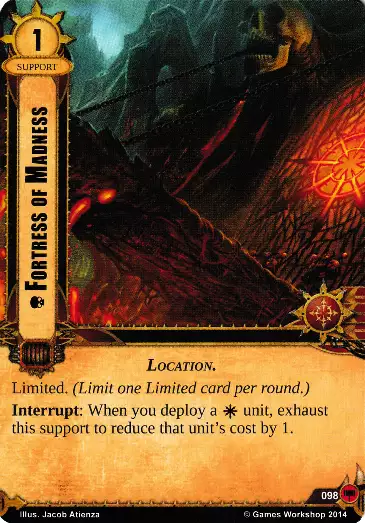 1
SUPPORT
FORTRESS OF MADNESS
LOCATION.
Limited. (Limit one Limited card per round.)
Interrupt: When you deploy a unit, exhaust
this support to reduce that unit's cost by 1.
098
Illus. Jacob Atienza © Games Workshop 2014